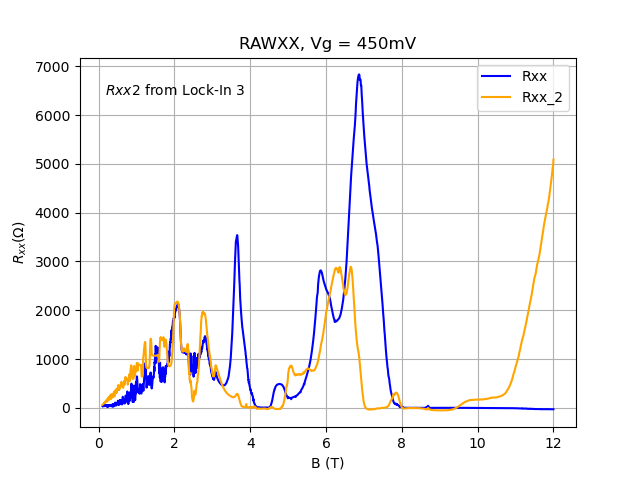 RAWXX, Vg = 450mV
Rxx2 from Lock-In 3
Rxx
Rxx_2
7000
6000
5000
4000
3000
2000
1000
0
Rxx(Ω)
0 2 4 6 8 10 12
B (T)